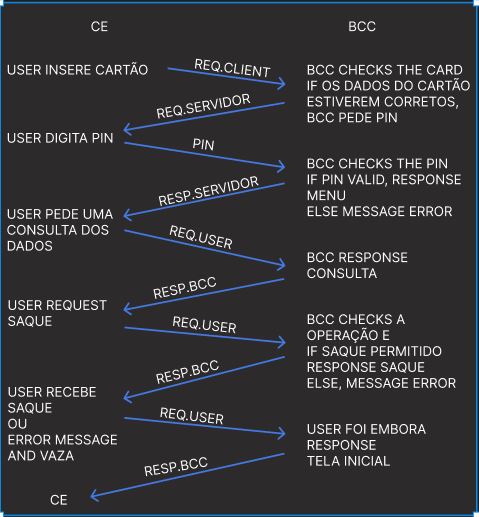 CE
BCC
USER INSERE CARTÃO
REQ.CLIENT
BCC CHECKS THE CARD
IF OS DADOS DO CARTÃO
ESTIVEREM CORRETOS,
BCC PEDE PIN
REQ.SERVIDOR
USER DIGITA PIN
PIN
BCC CHECKS THE PIN
IF PIN VALID, RESPONSE
MENU
ELSE MESSAGE ERROR
RESP.SERVIDOR
USER PEDE UMA
CONSULTA DOS
DADOS
REQ.USER
BCC RESPONSE
CONSULTA
RESP.BCC
USER REQUEST
SAQUE
REQ.USER
BCC CHECKS A
OPERAÇÃO E
IF SAQUE PERMITIDO
RESPONSE SAQUE
ELSE, MESSAGE ERROR
RESP.BCC
USER RECEBE
SAQUE
OU
ERROR MESSAGE
AND VAZA
REQ.USER
USER FOI EMBORA
RESPONSE
TELA INICIAL
RESP.BCC
CE